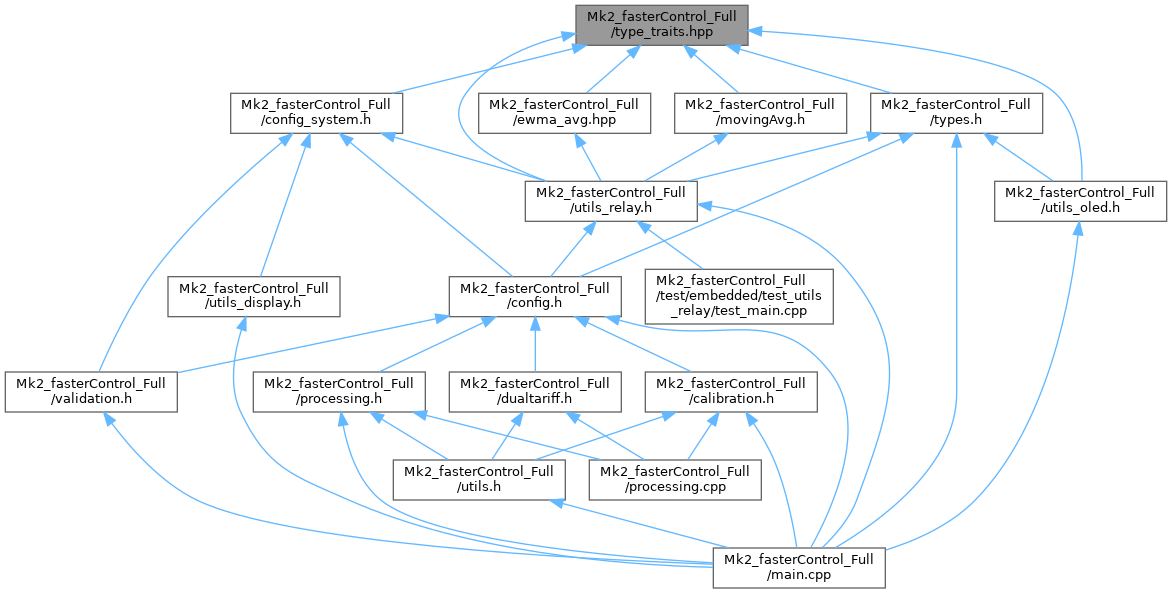 Mk2_fasterControl_Full
/type_traits.hpp
Mk2_fasterControl_Full
/config_system.h
Mk2_fasterControl_Full
/ewma_avg.hpp
Mk2_fasterControl_Full
/movingAvg.h
Mk2_fasterControl_Full
/types.h
Mk2_fasterControl_Full
/utils_relay.h
Mk2_fasterControl_Full
/utils_oled.h
Mk2_fasterControl_Full
/utils_display.h
Mk2_fasterControl_Full
/config.h
Mk2_fasterControl_Full
/test/embedded/test_utils
_relay/test_main.cpp
Mk2_fasterControl_Full
/validation.h
Mk2_fasterControl_Full
/processing.h
Mk2_fasterControl_Full
/dualtariff.h
Mk2_fasterControl_Full
/calibration.h
Mk2_fasterControl_Full
/utils.h
Mk2_fasterControl_Full
/processing.cpp
Mk2_fasterControl_Full
/main.cpp